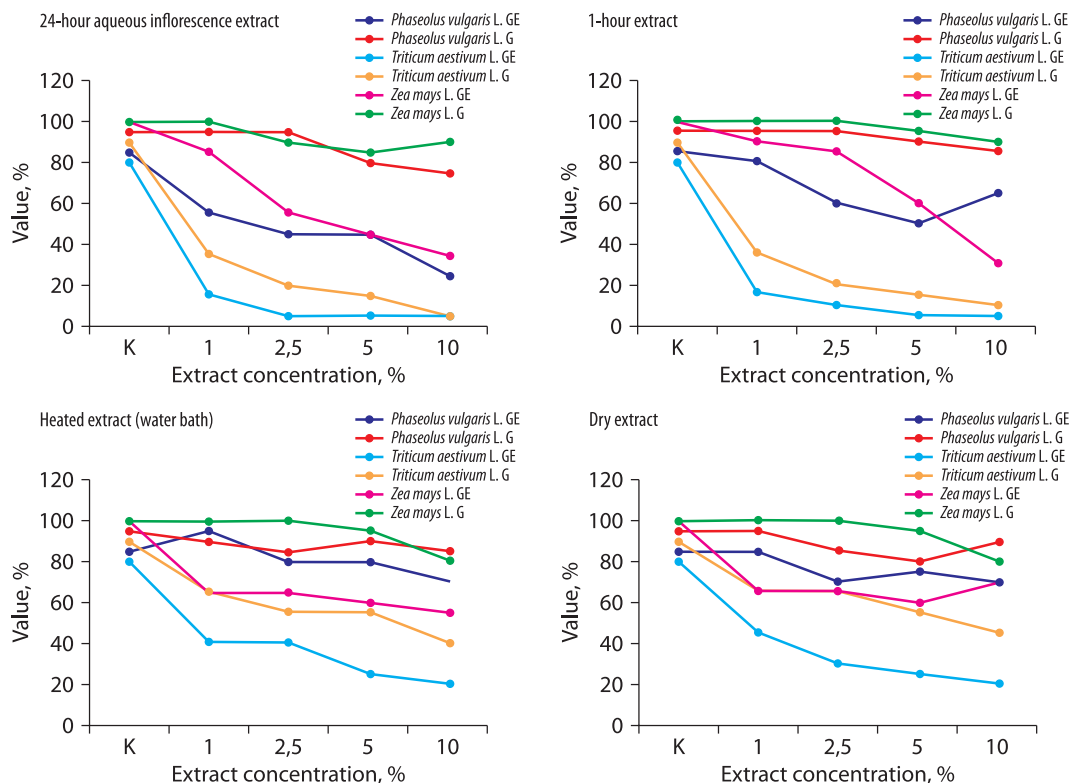 24-hour aqueous inflorescence extract
Phaseolus vulgaris L. GE
Phaseolus vulgaris L. G
Triticum aestivum L. GE
Triticum aestivum L. G
Zea mays L. GE
Zea mays L. G
Value, %
120
100
80
60
40
20
0
K 1 2,5 5 10
Extract concentration, %
1-hour extract
Phaseolus vulgaris L. GE
Phaseolus vulgaris L. G
Triticum aestivum L. GE
Triticum aestivum L. G
Zea mays L. GE
Zea mays L. G
Value, %
120
100
80
60
40
20
0
K 1 2,5 5 10
Extract concentration, %
Heated extract (water bath)
Phaseolus vulgaris L. GE
Phaseolus vulgaris L. G
Triticum aestivum L. GE
Triticum aestivum L. G
Zea mays L. GE
Zea mays L. G
Value, %
120
100
80
60
40
20
0
K 1 2,5 5 10
Extract concentration, %
Dry extract
Phaseolus vulgaris L. GE
Phaseolus vulgaris L. G
Triticum aestivum L. GE
Triticum aestivum L. G
Zea mays L. GE
Zea mays L. G
Value, %
120
100
80
60
40
20
0
K 1 2,5 5 10
Extract concentration, %